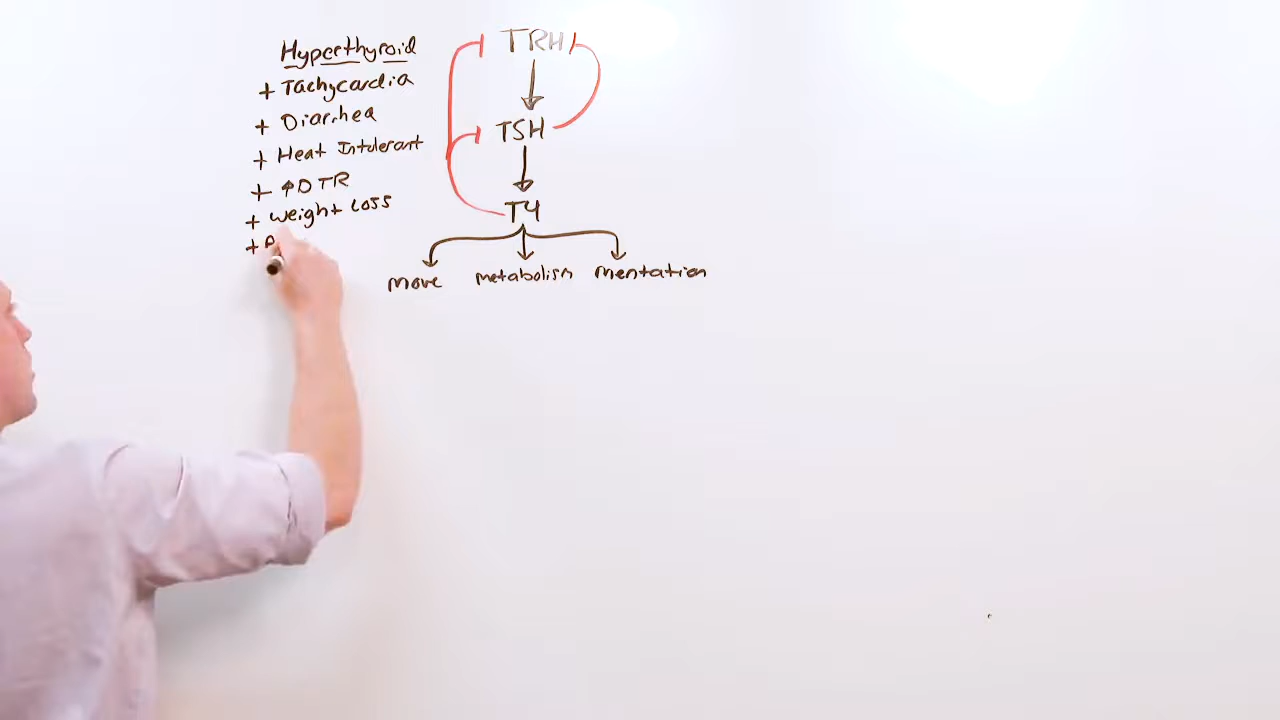 Hyperthyroid
+ Tachycardia
+ Diarrhea
+ Heat Intolerant
+ ↑DTR
+ Weight Loss
+
TRH
TSH
T4
move metabolism mentation